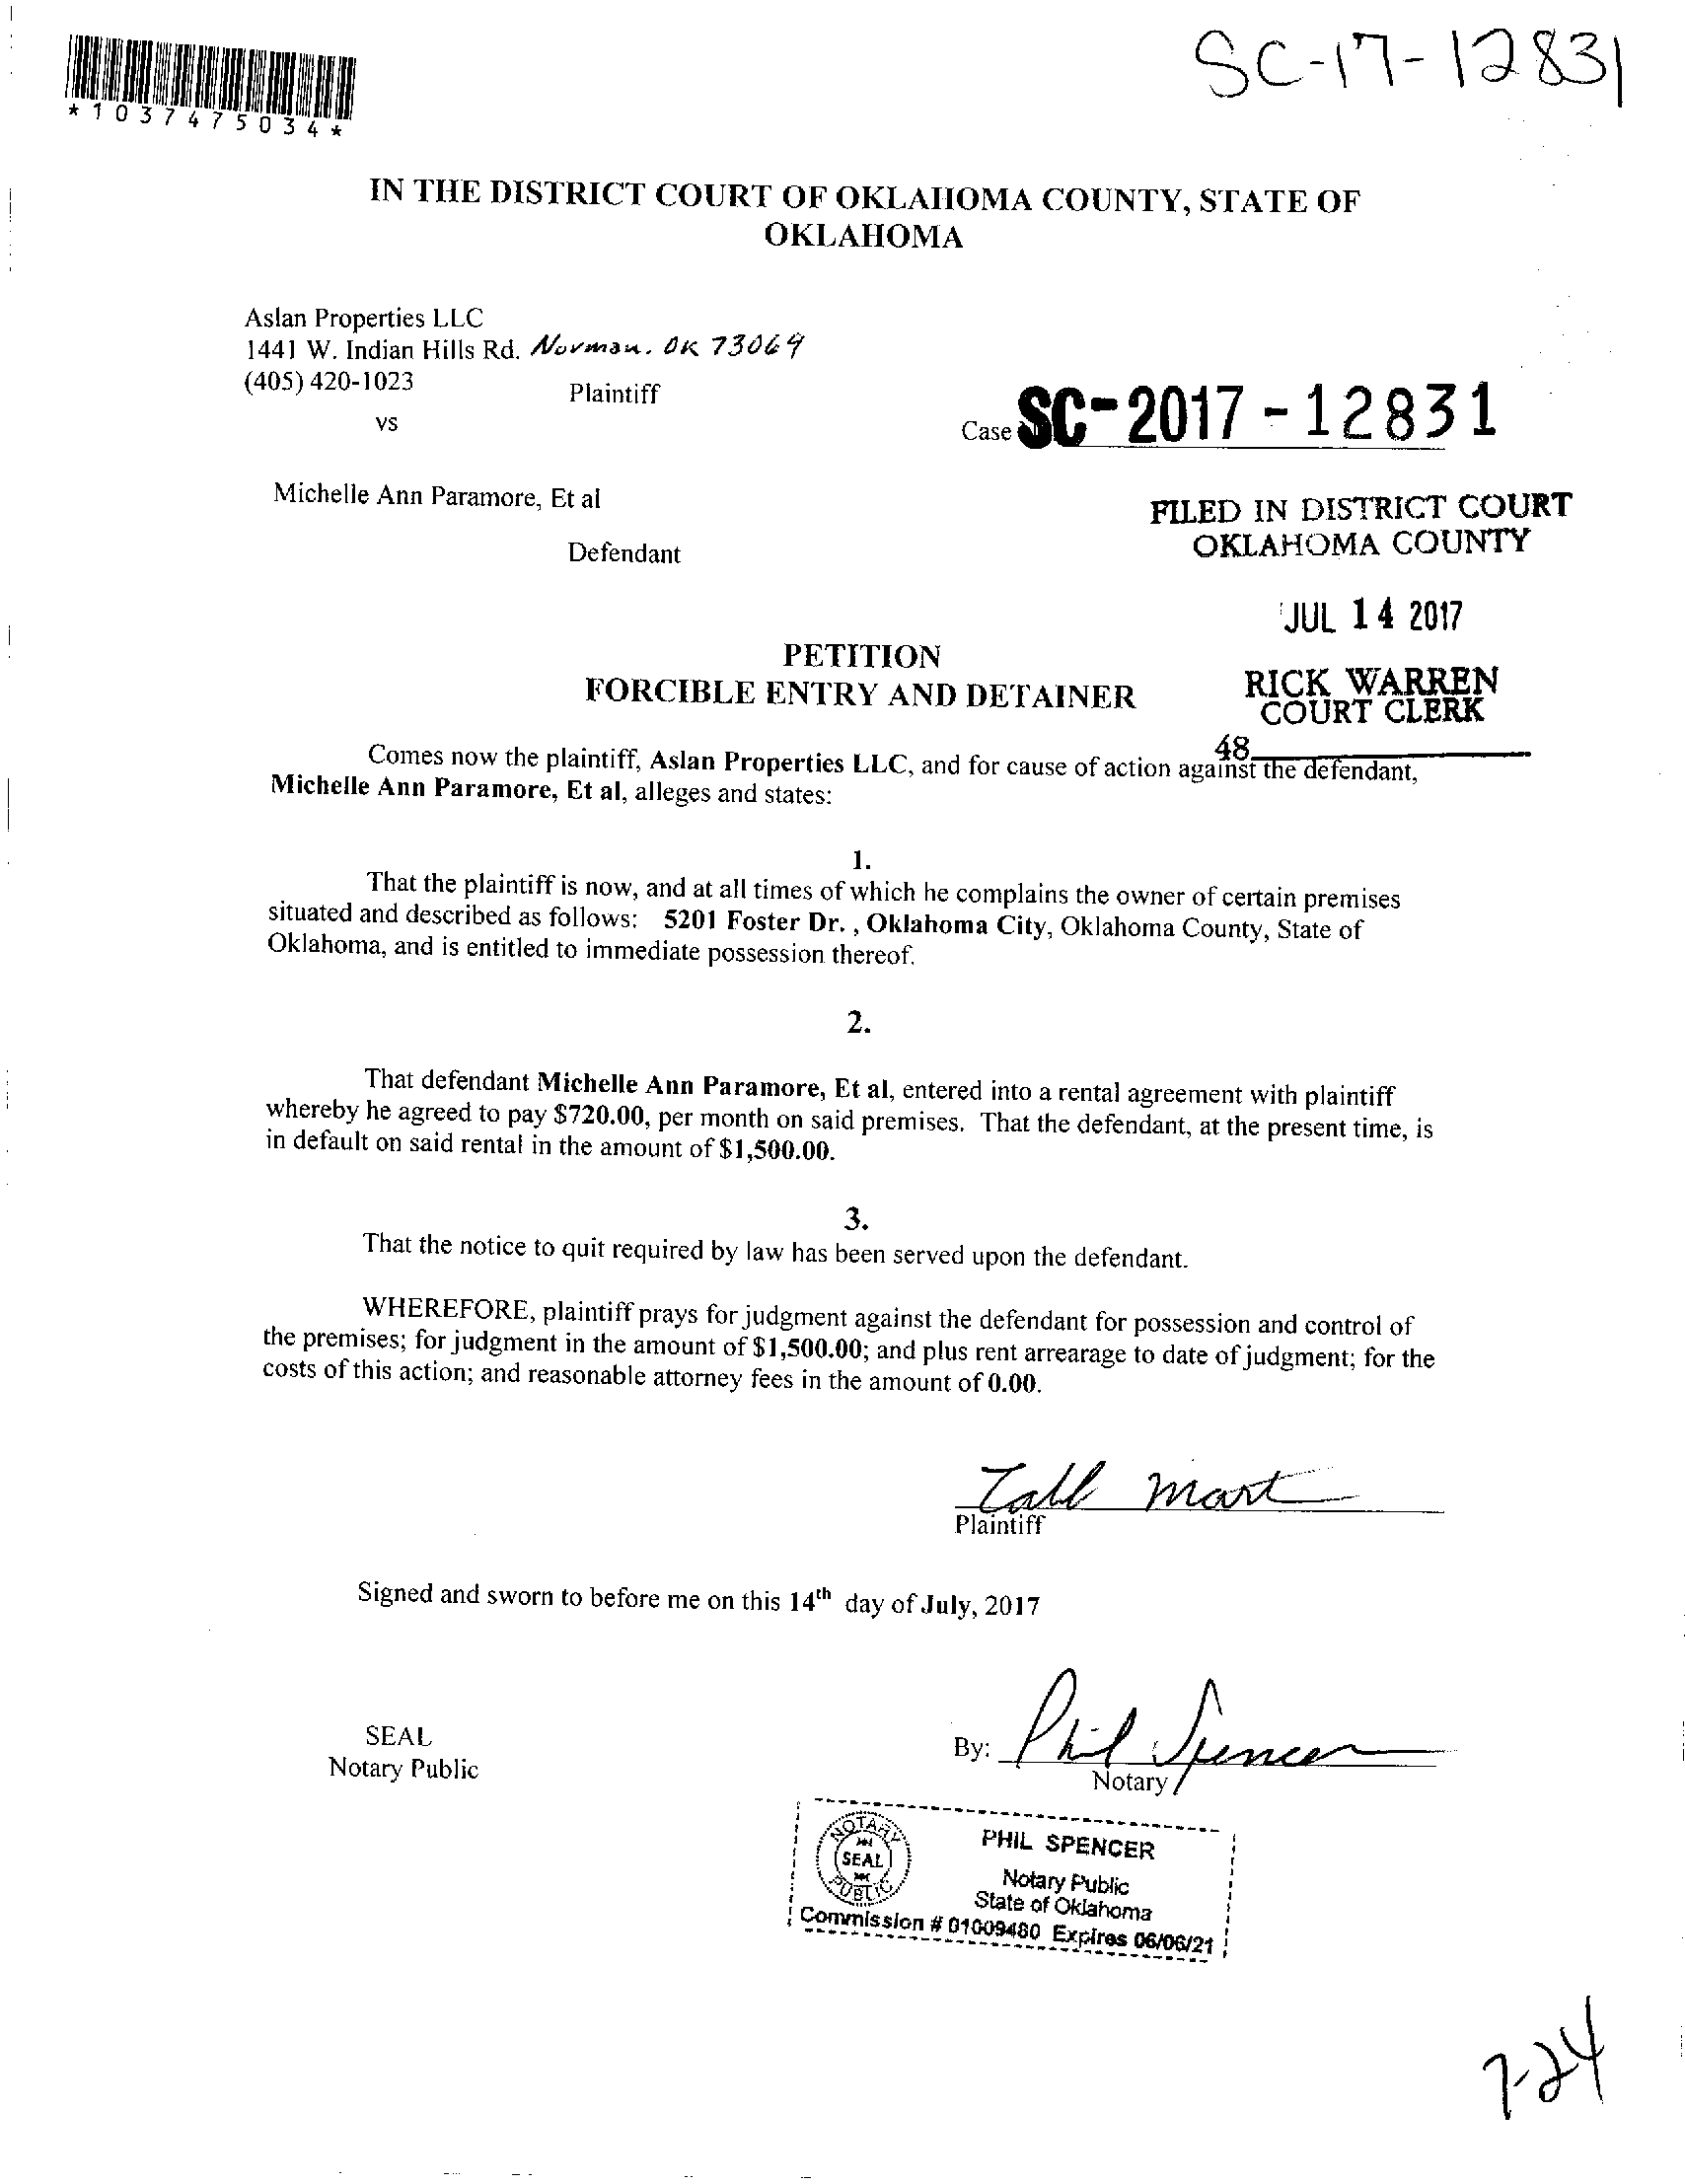 SC-17-12831
*1037475034*
IN THE DISTRICT COURT OF OKLAHOMA COUNTY, STATE OF
OKLAHOMA
Aslan Properties LLC
1441 W. Indian Hills Rd. Norman. OK 73069
(405) 420-1023
Plaintiff
vs
Case SC-2017-12831
Michelle Ann Paramore, Et al
Defendant
FILED IN DISTRICT COURT
OKLAHOMA COUNTY
JUL 14 2017
RICK WARREN
COURT CLERK
48
PETITION
FORCIBLE ENTRY AND DETAINER
Comes now the plaintiff, Aslan Properties LLC, and for cause of action against the defendant,
Michelle Ann Paramore, Et al, alleges and states:
1.
That the plaintiff is now, and at all times of which he complains the owner of certain premises
situated and described as follows: 5201 Foster Dr. , Oklahoma City, Oklahoma County, State of
Oklahoma, and is entitled to immediate possession thereof.
2.
That defendant Michelle Ann Paramore, Et al, entered into a rental agreement with plaintiff
whereby he agreed to pay $720.00, per month on said premises. That the defendant, at the present time, is
in default on said rental in the amount of $1,500.00.
3.
That the notice to quit required by law has been served upon the defendant.
WHEREFORE, plaintiff prays for judgment against the defendant for possession and control of
the premises; for judgment in the amount of $1,500.00; and plus rent arrearage to date of judgment; for the
costs of this action; and reasonable attorney fees in the amount of 0.00.
Plaintiff
Signed and sworn to before me on this 14th day of July, 2017
SEAL
Notary Public
By: Phil Spencer
Notary
NOTARY
SEAL
PUBLIC
PHIL SPENCER
Notary Public
State of Oklahoma
Commission # 01009480 Expires 06/06/21
7-24